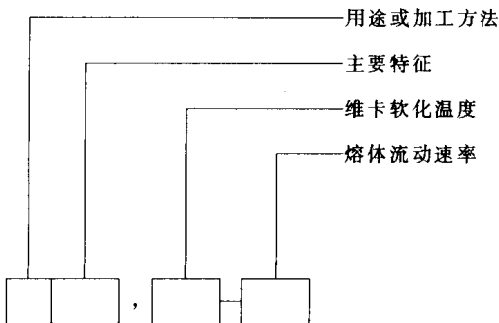 用途或加工方法
主要特征
维卡软化温度
熔体流动速率
,